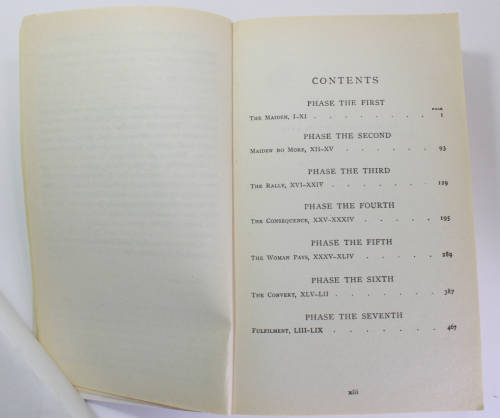 CONTENTS
PHASE THE FIRST
PAGE
The Maiden, I–XI . . . . . . . 1
PHASE THE SECOND
Maiden no More, XII–XV . . . . . . 93
PHASE THE THIRD
The Rally, XVI–XXIV . . . . . . . 129
PHASE THE FOURTH
The Consequence, XXV–XXXIV . . . . . 195
PHASE THE FIFTH
The Woman Pays, XXXV–XLIV . . . . . 289
PHASE THE SIXTH
The Convert, XLV–LII . . . . . . . 387
PHASE THE SEVENTH
Fulfilment, LIII–LIX . . . . . . . 467
xiii